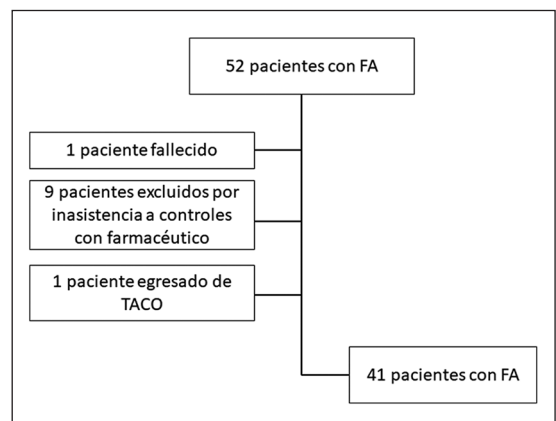 52 pacientes con FA
1 paciente fallecido
9 pacientes excluidos por
inasistencia a controles
con farmacéutico
1 paciente egresado de
TACO
41 pacientes con FA